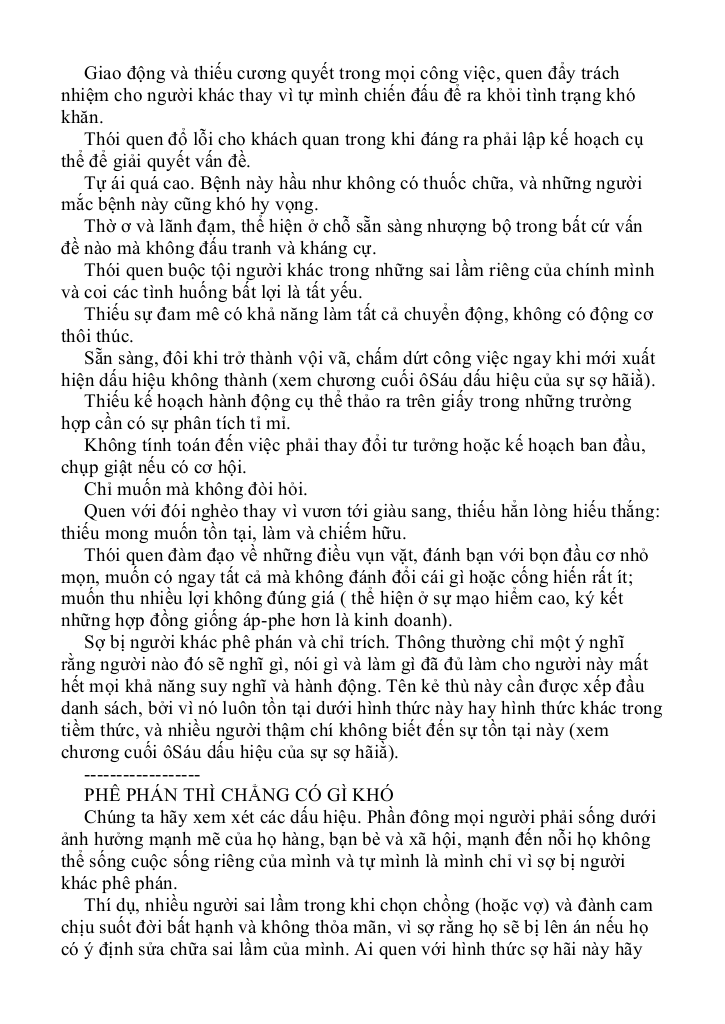 Giao động và thiếu cương quyết trong mọi công việc, quen đẩy trách
nhiệm cho người khác thay vì tự mình chiến đấu để ra khỏi tình trạng khó
khăn.
Thói quen đổ lỗi cho khách quan trong khi đáng ra phải lập kế hoạch cụ
thể để giải quyết vấn đề.
Tự ái quá cao. Bệnh này hầu như không có thuốc chữa, và những người
mắc bệnh này cũng khó hy vọng.
Thờ ơ và lãnh đạm, thể hiện ở chỗ sẵn sàng nhượng bộ trong bất cứ vấn
đề nào mà không đấu tranh và kháng cự.
Thói quen buộc tội người khác trong những sai lầm riêng của chính mình
và coi các tình huống bất lợi là tất yếu.
Thiếu sự đam mê có khả năng làm tất cả chuyển động, không có động cơ
thôi thúc.
Sẵn sàng, đôi khi trở thành vội vã, chấm dứt công việc ngay khi mới xuất
hiện dấu hiệu không thành (xem chương cuối ôSáu dấu hiệu của sự sợ hãiằ).
Thiếu kế hoạch hành động cụ thể thảo ra trên giấy trong những trường
hợp cần có sự phân tích tỉ mỉ.
Không tính toán đến việc phải thay đổi tư tưởng hoặc kế hoạch ban đầu,
chụp giật nếu có cơ hội.
Chỉ muốn mà không đòi hỏi.
Quen với đói nghèo thay vì vươn tới giàu sang, thiếu hẳn lòng hiếu thắng:
thiếu mong muốn tồn tại, làm và chiếm hữu.
Thói quen đàm đạo về những điều vụn vặt, đánh bạn với bọn đầu cơ nhỏ
mọn, muốn có ngay tất cả mà không đánh đổi cái gì hoặc cống hiến rất ít;
muốn thu nhiều lợi không đúng giá ( thể hiện ở sự mạo hiểm cao, ký kết
những hợp đồng giống áp-phe hơn là kinh doanh).
Sợ bị người khác phê phán và chỉ trích. Thông thường chỉ một ý nghĩ
rằng người nào đó sẽ nghĩ gì, nói gì và làm gì đã đủ làm cho người này mất
hết mọi khả năng suy nghĩ và hành động. Tên kẻ thù này cần được xếp đầu
danh sách, bởi vì nó luôn tồn tại dưới hình thức này hay hình thức khác trong
tiềm thức, và nhiều người thậm chí không biết đến sự tồn tại này (xem
chương cuối ôSáu dấu hiệu của sự sợ hãiằ).
------------------
PHÊ PHÁN THÌ CHẲNG CÓ GÌ KHÓ
Chúng ta hãy xem xét các dấu hiệu. Phần đông mọi người phải sống dưới
ảnh hưởng mạnh mẽ của họ hàng, bạn bè và xã hội, mạnh đến nỗi họ không
thể sống cuộc sống riêng của mình và tự mình là mình chỉ vì sợ bị người
khác phê phán.
Thí dụ, nhiều người sai lầm trong khi chọn chồng (hoặc vợ) và đành cam
chịu suốt đời bất hạnh và không thỏa mãn, vì sợ rằng họ sẽ bị lên án nếu họ
có ý định sửa chữa sai lầm của mình. Ai quen với hình thức sợ hãi này hãy